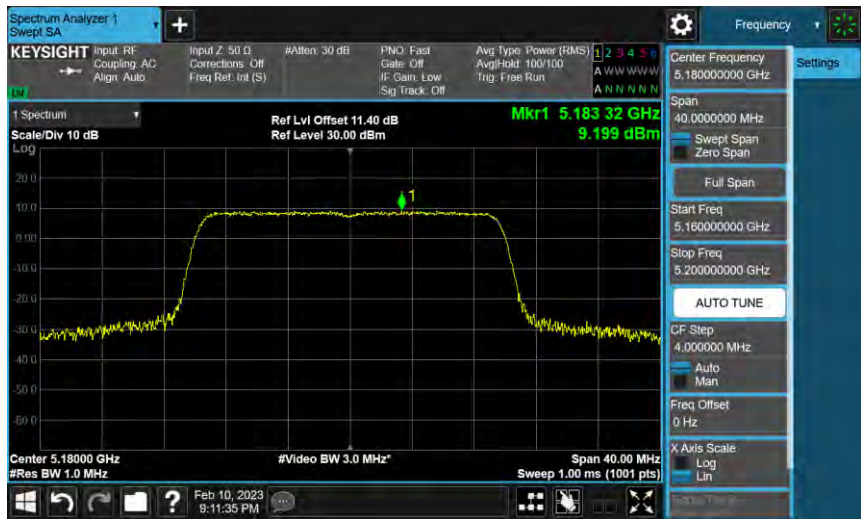 Spectrum Analyzer 1
Swept SA
Frequency
KEYSIGHT
Input: RF
Coupling: AC
Align: Auto
Input Z: 50 Ω
Corrections: Off
Freq Ref: Int (S)
#Atten: 30 dB
PNO: Fast
Gate: Off
IF Gain: Low
Sig Track: Off
Avg Type: Power (RMS)
Avg|Hold: 100/100
Trig: Free Run
1 2 3 4 5 6
A W W W W W
A N N N N N
1 Spectrum
Scale/Div 10 dB
Log
Ref Lvl Offset 11.40 dB
Ref Level 30.00 dBm
Mkr1 5.183 32 GHz
9.199 dBm
20.0
10.0
0.00
-10.0
-20.0
-30.0
-40.0
-50.0
-60.0
1
Center 5.18000 GHz
#Res BW 1.0 MHz
#Video BW 3.0 MHz*
Span 40.00 MHz
Sweep 1.00 ms (1001 pts)
?
Feb 10, 2023
9:11:35 PM
Center Frequency
5.180000000 GHz
Settings
Span
40.0000000 MHz
Swept Span
Zero Span
Full Span
Start Freq
5.160000000 GHz
Stop Freq
5.200000000 GHz
AUTO TUNE
CF Step
4.000000 MHz
Auto
Man
Freq Offset
0 Hz
X Axis Scale
Log
Lin